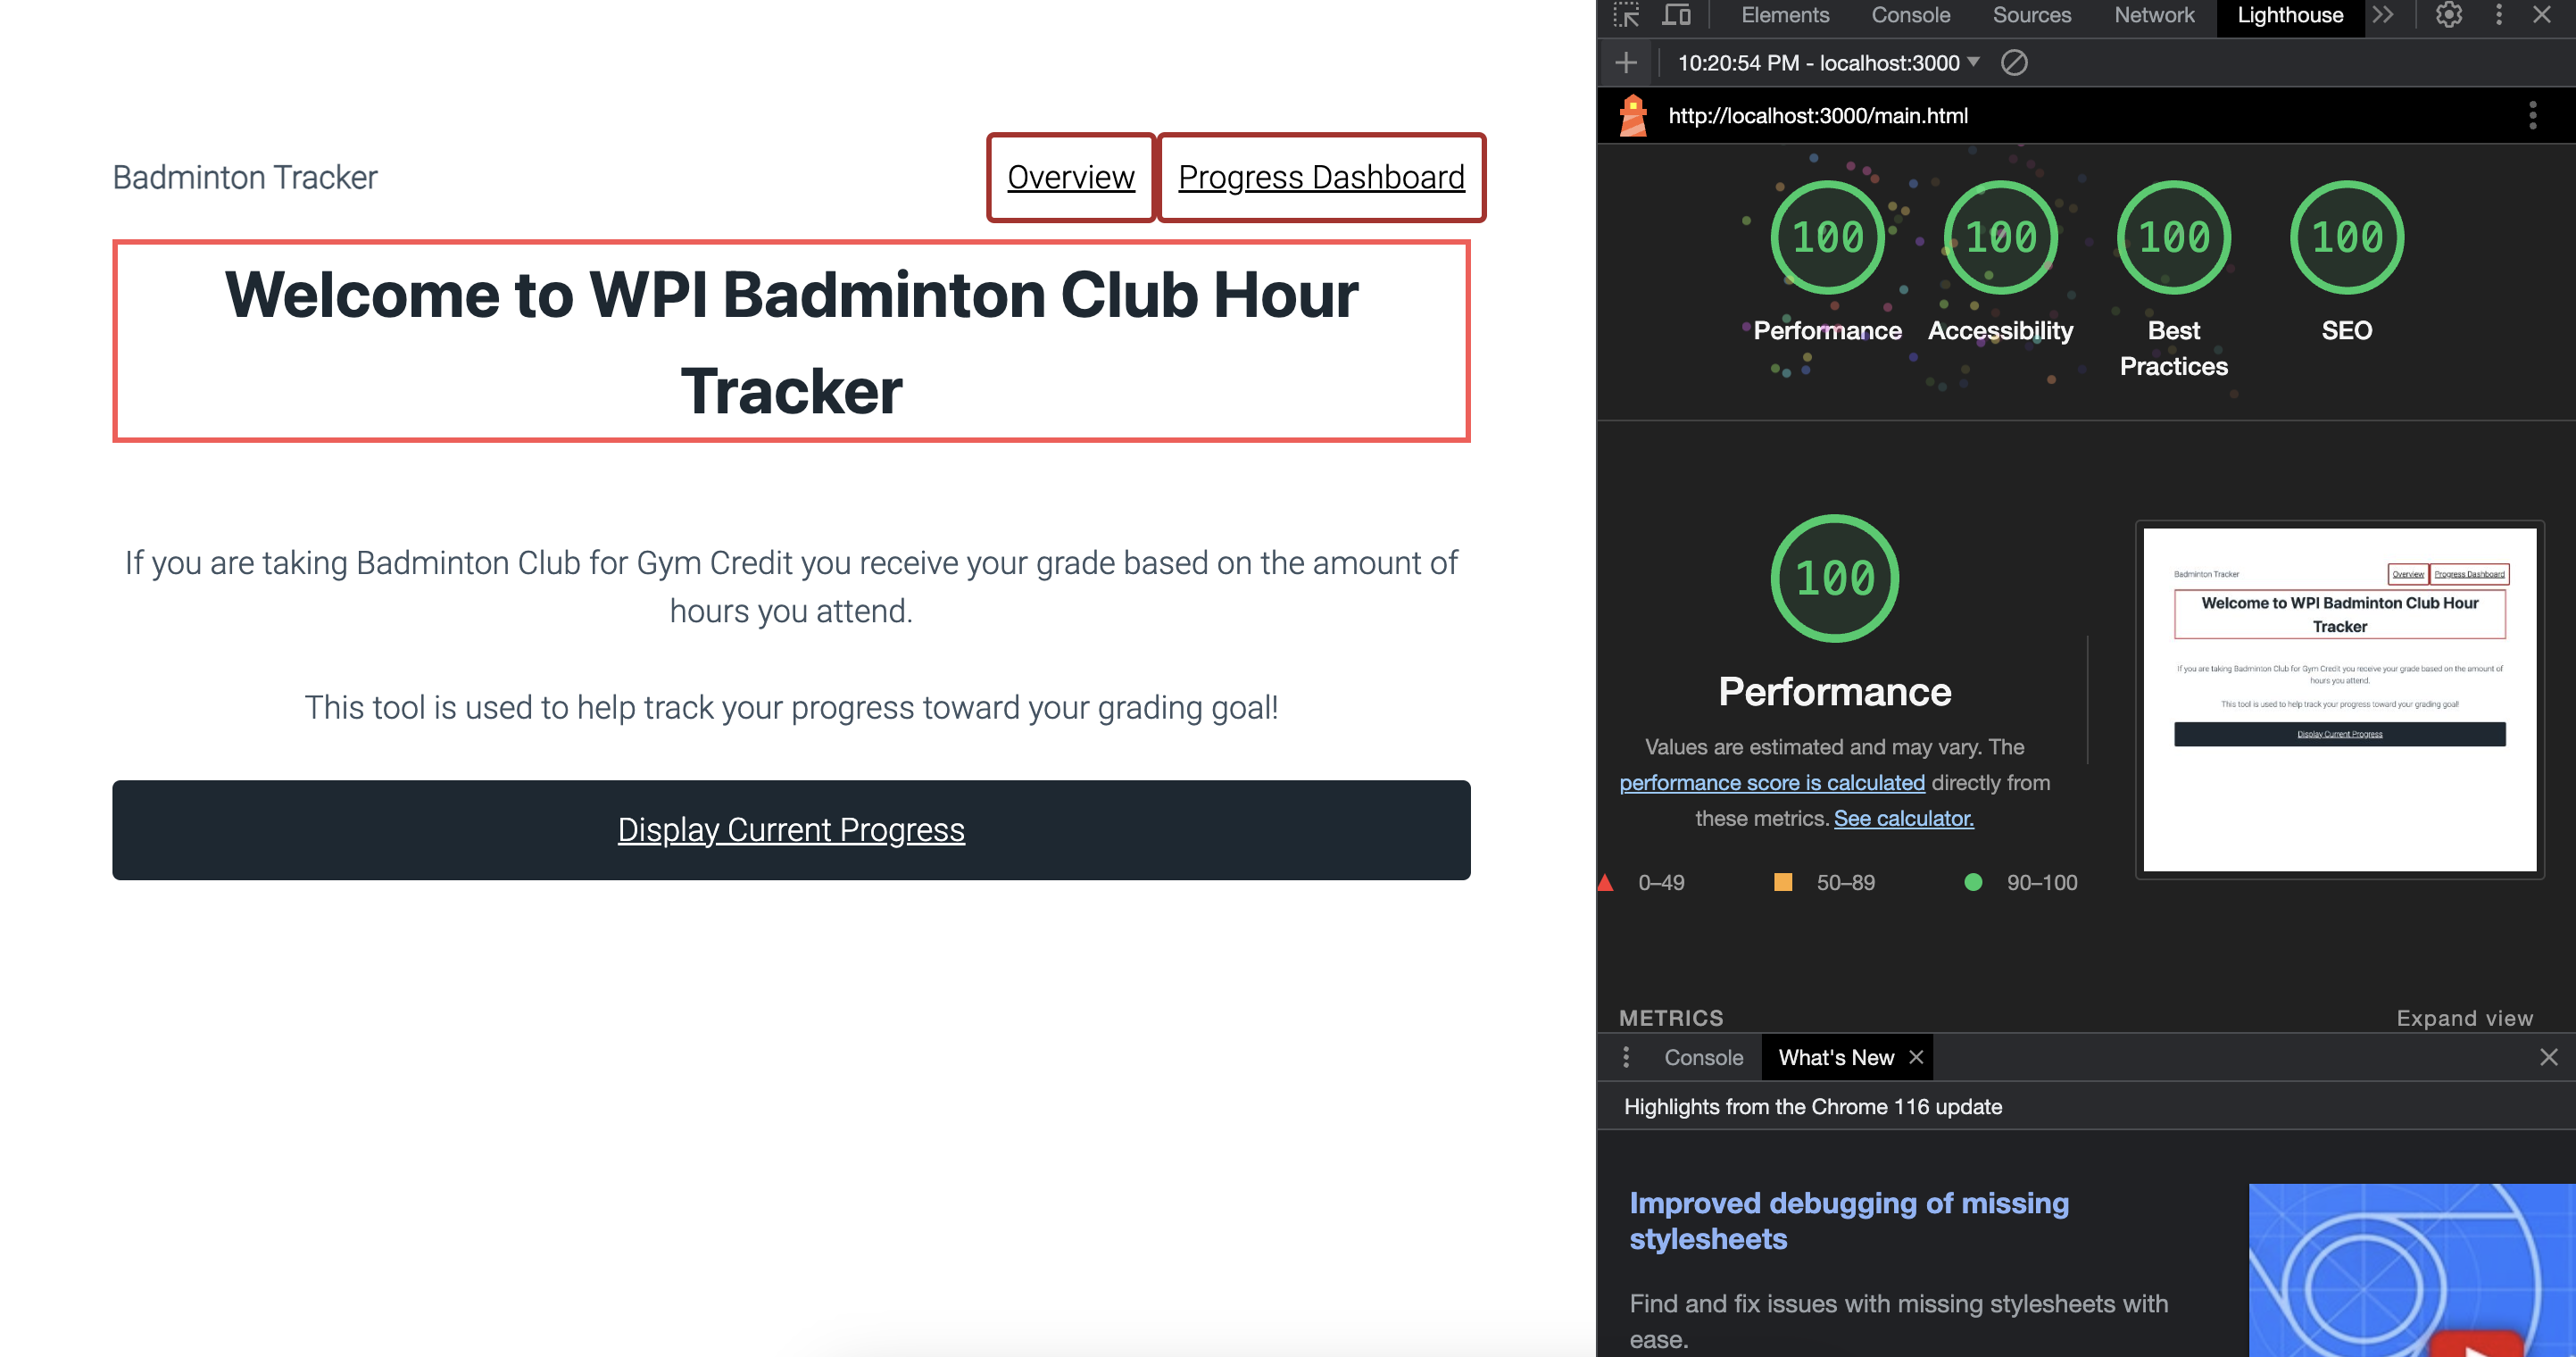 Badminton Tracker
Overview
Progress Dashboard
Welcome to WPI Badminton Club Hour
Tracker
If you are taking Badminton Club for Gym Credit you receive your grade based on the amount of
hours you attend.
This tool is used to help track your progress toward your grading goal!
Display Current Progress
Elements
Console
Sources
Network
Lighthouse
10:20:54 PM - localhost:3000
http://localhost:3000/main.html
100
100
100
100
Performance
Accessibility
Best
Practices
SEO
100
Performance
Values are estimated and may vary. The
performance score is calculated directly from
these metrics. See calculator.
0–49
50–89
90–100
Badminton Tracker
Overview
Progress Dashboard
Welcome to WPI Badminton Club Hour
Tracker
If you are taking Badminton Club for Gym Credit you receive your grade based on the amount of
hours you attend.
This tool is used to help track your progress toward your grading goal!
Display Current Progress
METRICS
Expand view
Console
What's New
Highlights from the Chrome 116 update
Improved debugging of missing
stylesheets
Find and fix issues with missing stylesheets with
ease.